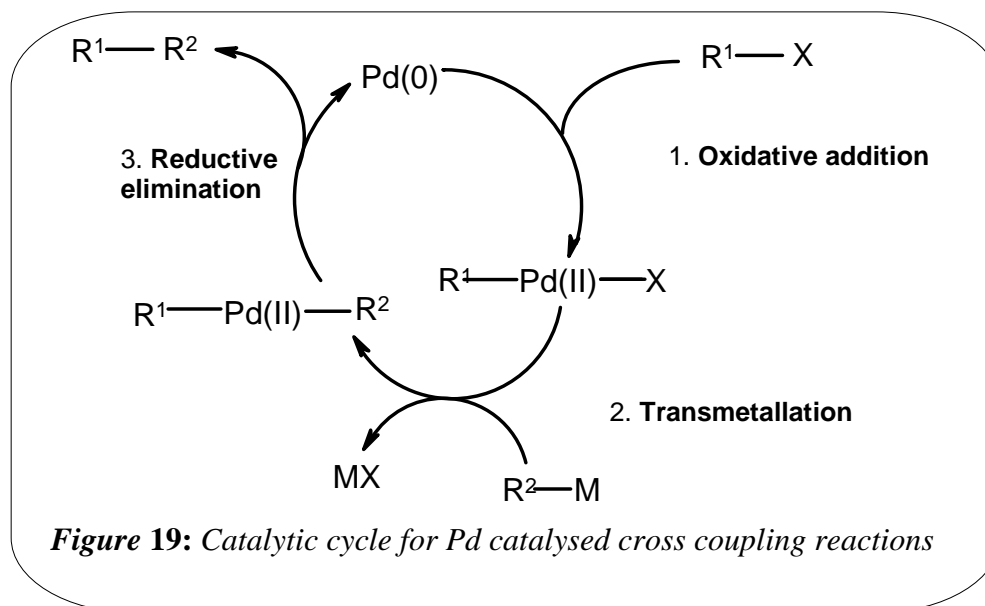 R¹—R²
Pd(0)
R¹—X
3. Reductive
elimination
1. Oxidative addition
R¹—Pd(II)—X
R¹—Pd(II)—R²
2. Transmetallation
MX
R²—M
Figure 19: Catalytic cycle for Pd catalysed cross coupling reactions